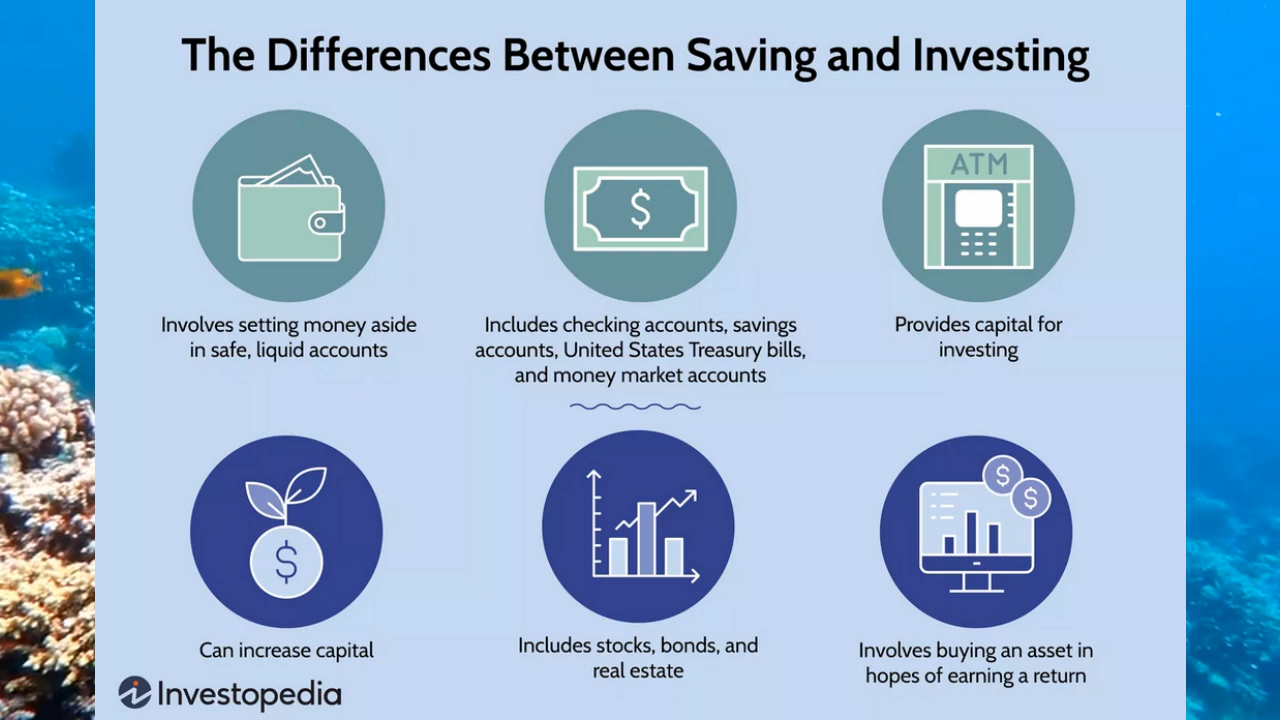 The Differences Between Saving and Investing
$
ATM
Involves setting money aside
in safe, liquid accounts
Includes checking accounts, savings
accounts, United States Treasury bills,
and money market accounts
Provides capital for
investing
$
$
$
Can increase capital
Includes stocks, bonds, and
real estate
Involves buying an asset in
hopes of earning a return
Investopedia